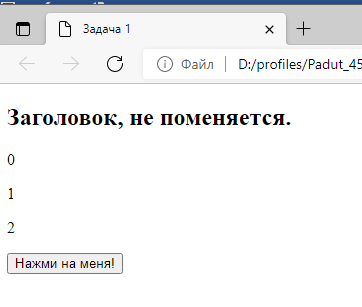 Задача 1
Файл
D:/profiles/Padut_45
Заголовок, не поменяется.
0
1
2
Нажми на меня!